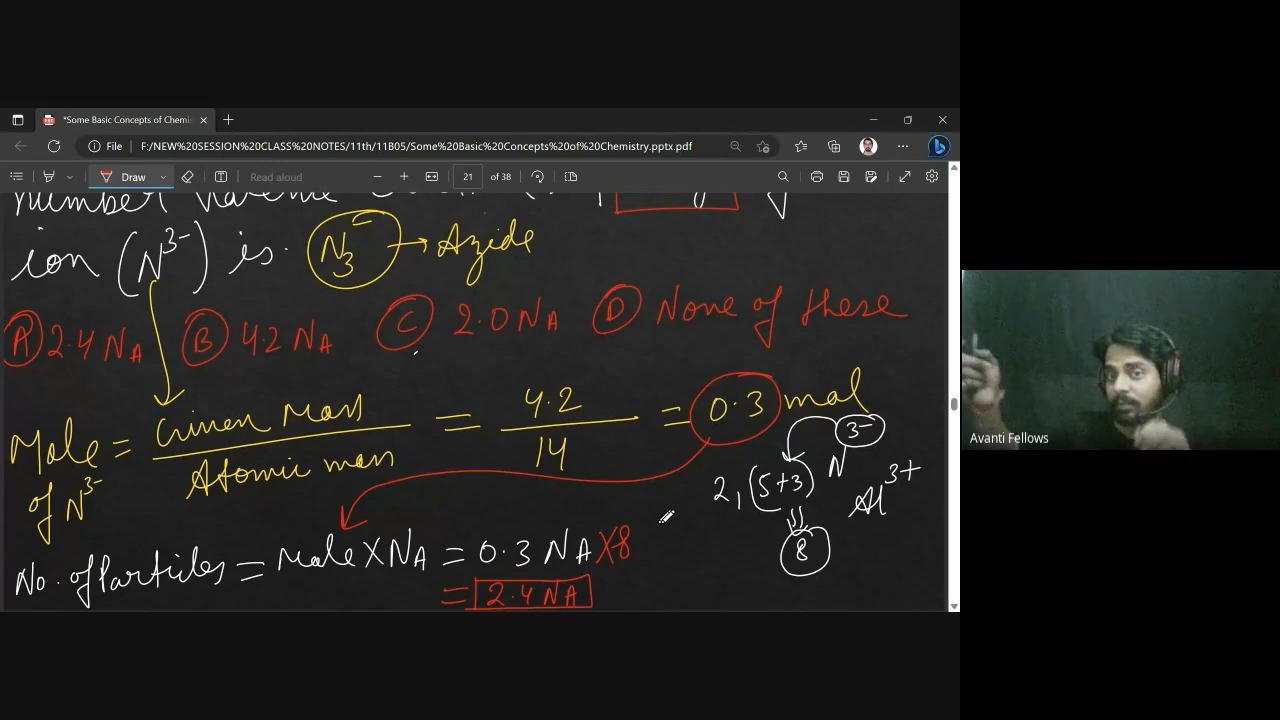 *Some Basic Concepts of Chemi
File F:/NEW%20SESSION%20CLASS%20NOTES/11th/11B05/Some%20Basic%20Concepts%20of%20Chemistry.pptx.pdf
Draw Read aloud 21 of 38
number
ion (N³⁻) is. N₃⁻ → Azide
(A) 2.4 NA (B) 4.2 NA (C) 2.0 NA (D) None of these
Mole of N³⁻ = Given Mass / Atomic mass = 4.2 / 14 = 0.3 mol
2, (5+3) N³⁻
Al³⁺
8
No. of Particles = Mole X NA = 0.3 NA X 8
= 2.4 NA
Avanti Fellows